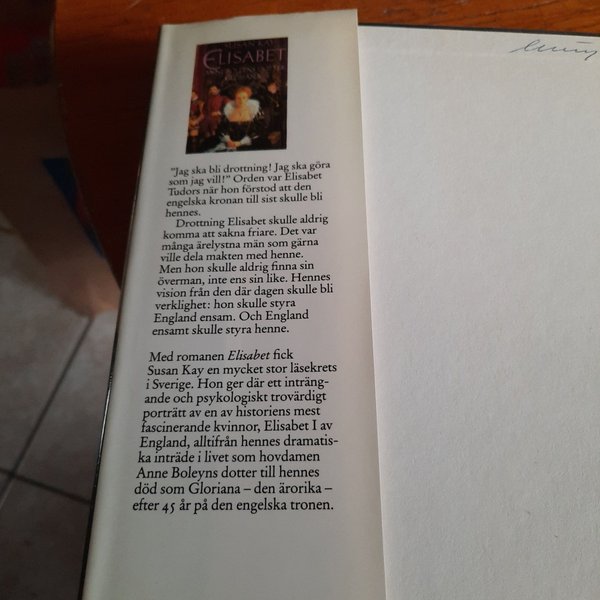 SUSAN KAY
ELISABET
"Jag ska bli drottning! Jag ska göra
som jag vill!" Orden var Elisabet
Tudors när hon förstod att den
engelska kronan till sist skulle bli
hennes.
Drottning Elisabet skulle aldrig
komma att sakna friare. Det var
många ärelystna män som gärna
ville dela makten med henne.
Men hon skulle aldrig finna sin
överman, inte ens sin like. Hennes
vision från den där dagen skulle bli
verklighet: hon skulle styra
England ensam. Och England
ensamt skulle styra henne.
Med romanen Elisabet fick
Susan Kay en mycket stor läsekrets
i Sverige. Hon ger där ett inträng-
ande och psykologiskt trovärdigt
porträtt av en av historiens mest
fascinerande kvinnor, Elisabet I av
England, alltifrån hennes dramatis-
ka inträde i livet som hovdamen
Anne Boleyns dotter till hennes
död som Gloriana – den ärorika –
efter 45 år på den engelska tronen.